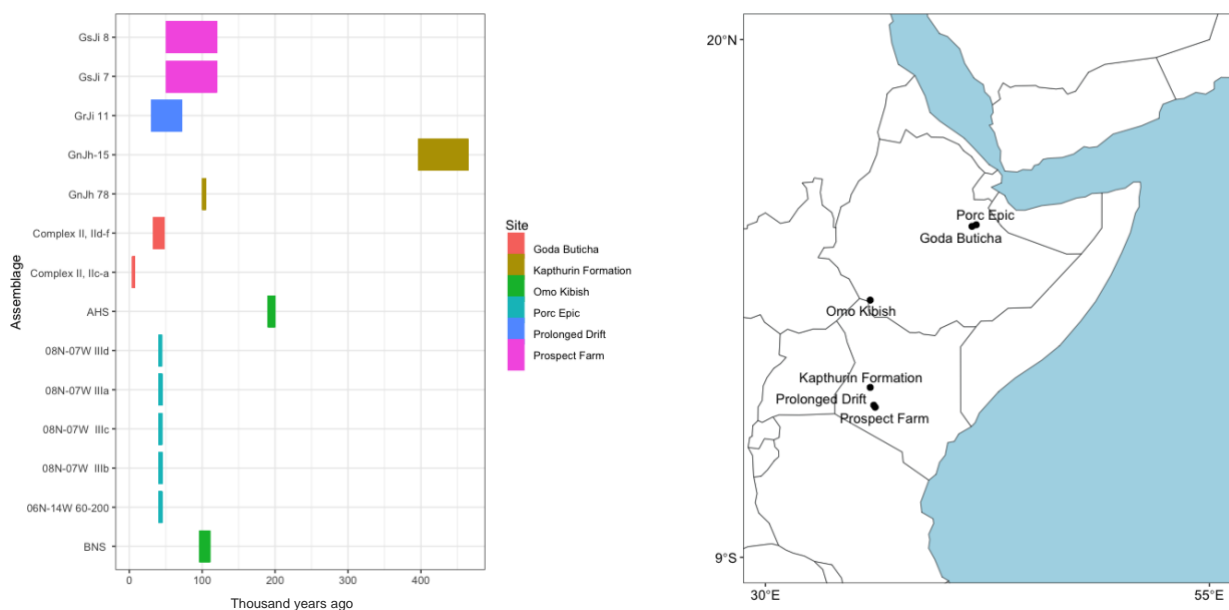 GsJi 8
GsJi 7
GrJi 11
GnJh-15
GnJh 78
Complex II, IId-f
Complex II, IIc-a
AHS
08N-07W IIId
08N-07W IIIa
08N-07W IIIc
08N-07W IIIb
06N-14W 60-200
BNS
Assemblage
0 100 200 300 400
Thousand years ago
Site
Goda Buticha
Kapthurin Formation
Omo Kibish
Porc Epic
Prolonged Drift
Prospect Farm
20°N
Porc Epic
Goda Buticha
Omo Kibish
Kapthurin Formation
Prolonged Drift
Prospect Farm
9°S
30°E 55°E